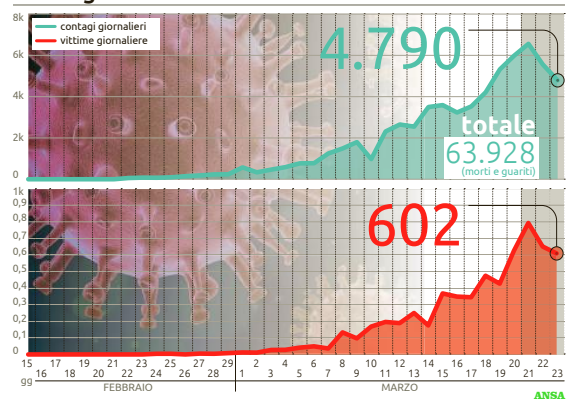 8k
contagi giornalieri
vittime giornaliere
4.790
6k
4k
2k
totale
63.928
(morti e guariti)
0
1k
0,9
0,8
602
0,7
0,6
0,5
0,4
0,3
0,2
0,1
0
15 17 19 21 23 25 27 29 2 4 6 8 10 12 14 16 18 20 22
16 18 20 22 24 26 28 1 3 5 7 9 11 13 15 17 19 21 23
gg
FEBBRAIO MARZO
ANSA